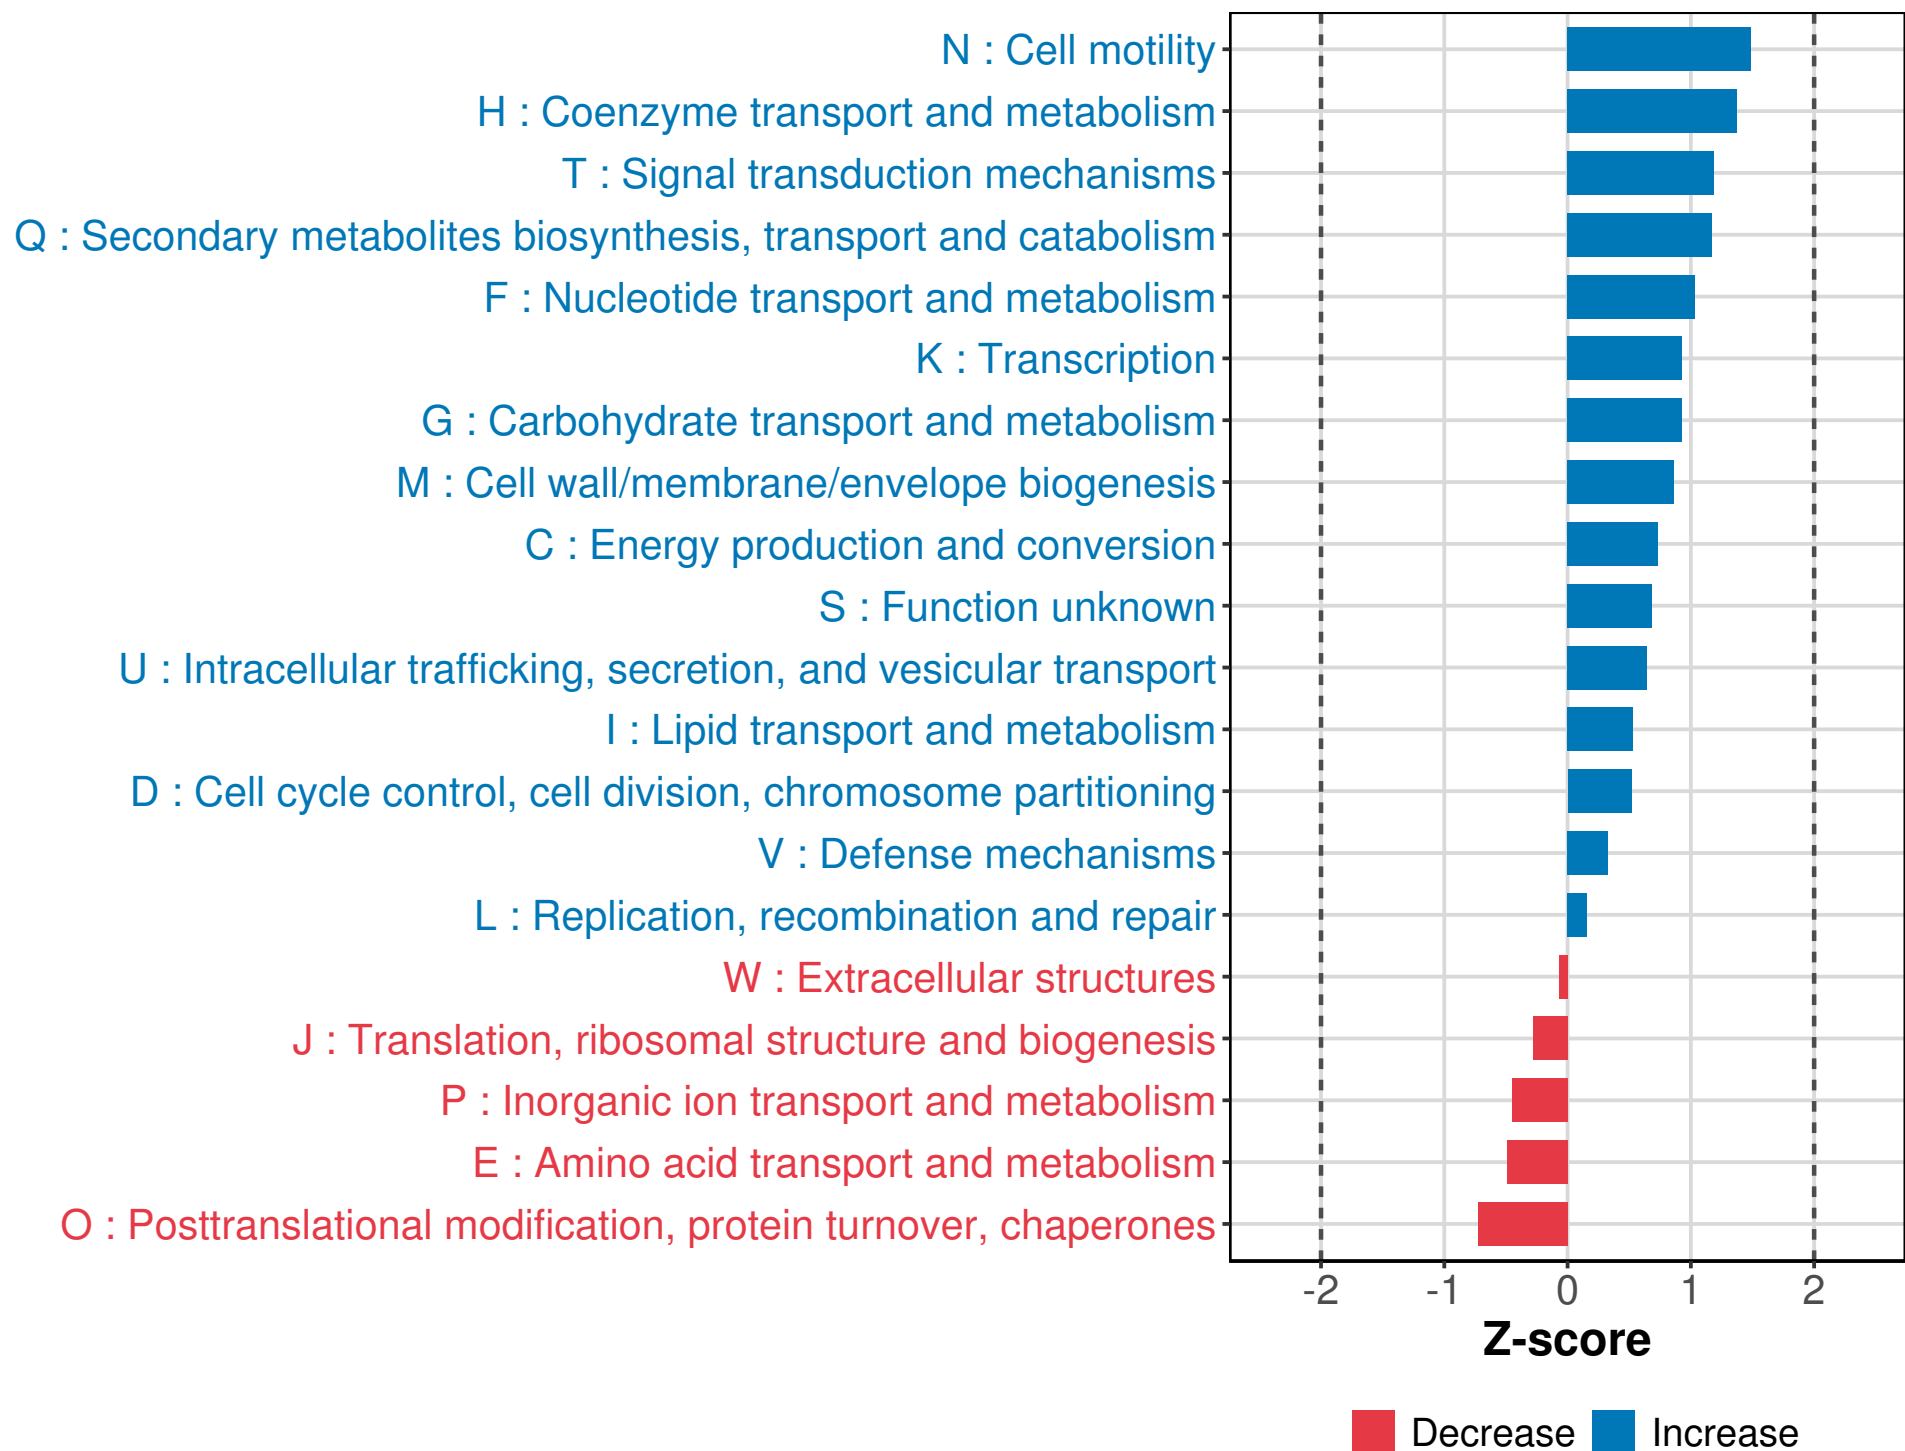 N : Cell motility
H : Coenzyme transport and metabolism
T : Signal transduction mechanisms
Q : Secondary metabolites biosynthesis, transport and catabolism
F : Nucleotide transport and metabolism
K : Transcription
G : Carbohydrate transport and metabolism
M : Cell wall/membrane/envelope biogenesis
C : Energy production and conversion
S : Function unknown
U : Intracellular trafficking, secretion, and vesicular transport
I : Lipid transport and metabolism
D : Cell cycle control, cell division, chromosome partitioning
V : Defense mechanisms
L : Replication, recombination and repair
W : Extracellular structures
J : Translation, ribosomal structure and biogenesis
P : Inorganic ion transport and metabolism
E : Amino acid transport and metabolism
O : Posttranslational modification, protein turnover, chaperones
-2 -1 0 1 2
Z-score
Decrease Increase